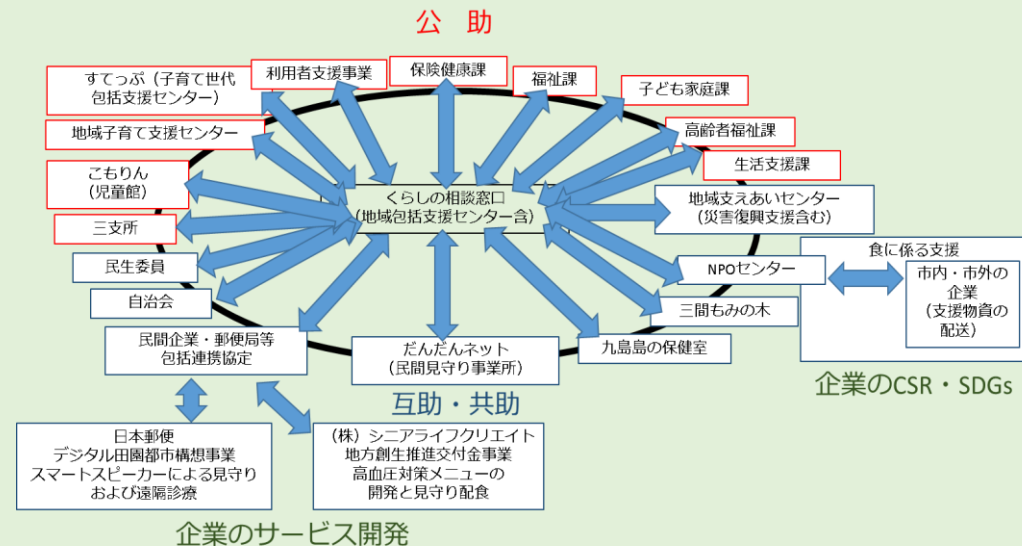 公　助
すてっぷ（子育て世代
包括支援センター）
利用者支援事業
保険健康課
福祉課
子ども家庭課
地域子育て支援センター
高齢者福祉課
こもりん
（児童館）
生活支援課
くらしの相談窓口
（地域包括支援センター含）
地域支えあいセンター
（災害復興支援含む）
三支所
民生委員
自治会
NPOセンター
食に係る支援
市内・市外の
企業
（支援物資の
配送）
三間もみの木
民間企業・郵便局等
包括連携協定
だんだんネット
（民間見守り事業所）
九島島の保健室
企業のCSR・SDGs
互助・共助
日本郵便
デジタル田園都市構想事業
スマートスピーカーによる見守り
および遠隔診療
（株）シニアライフクリエイト
地方創生推進交付金事業
高血圧対策メニューの
開発と見守り配食
企業のサービス開発